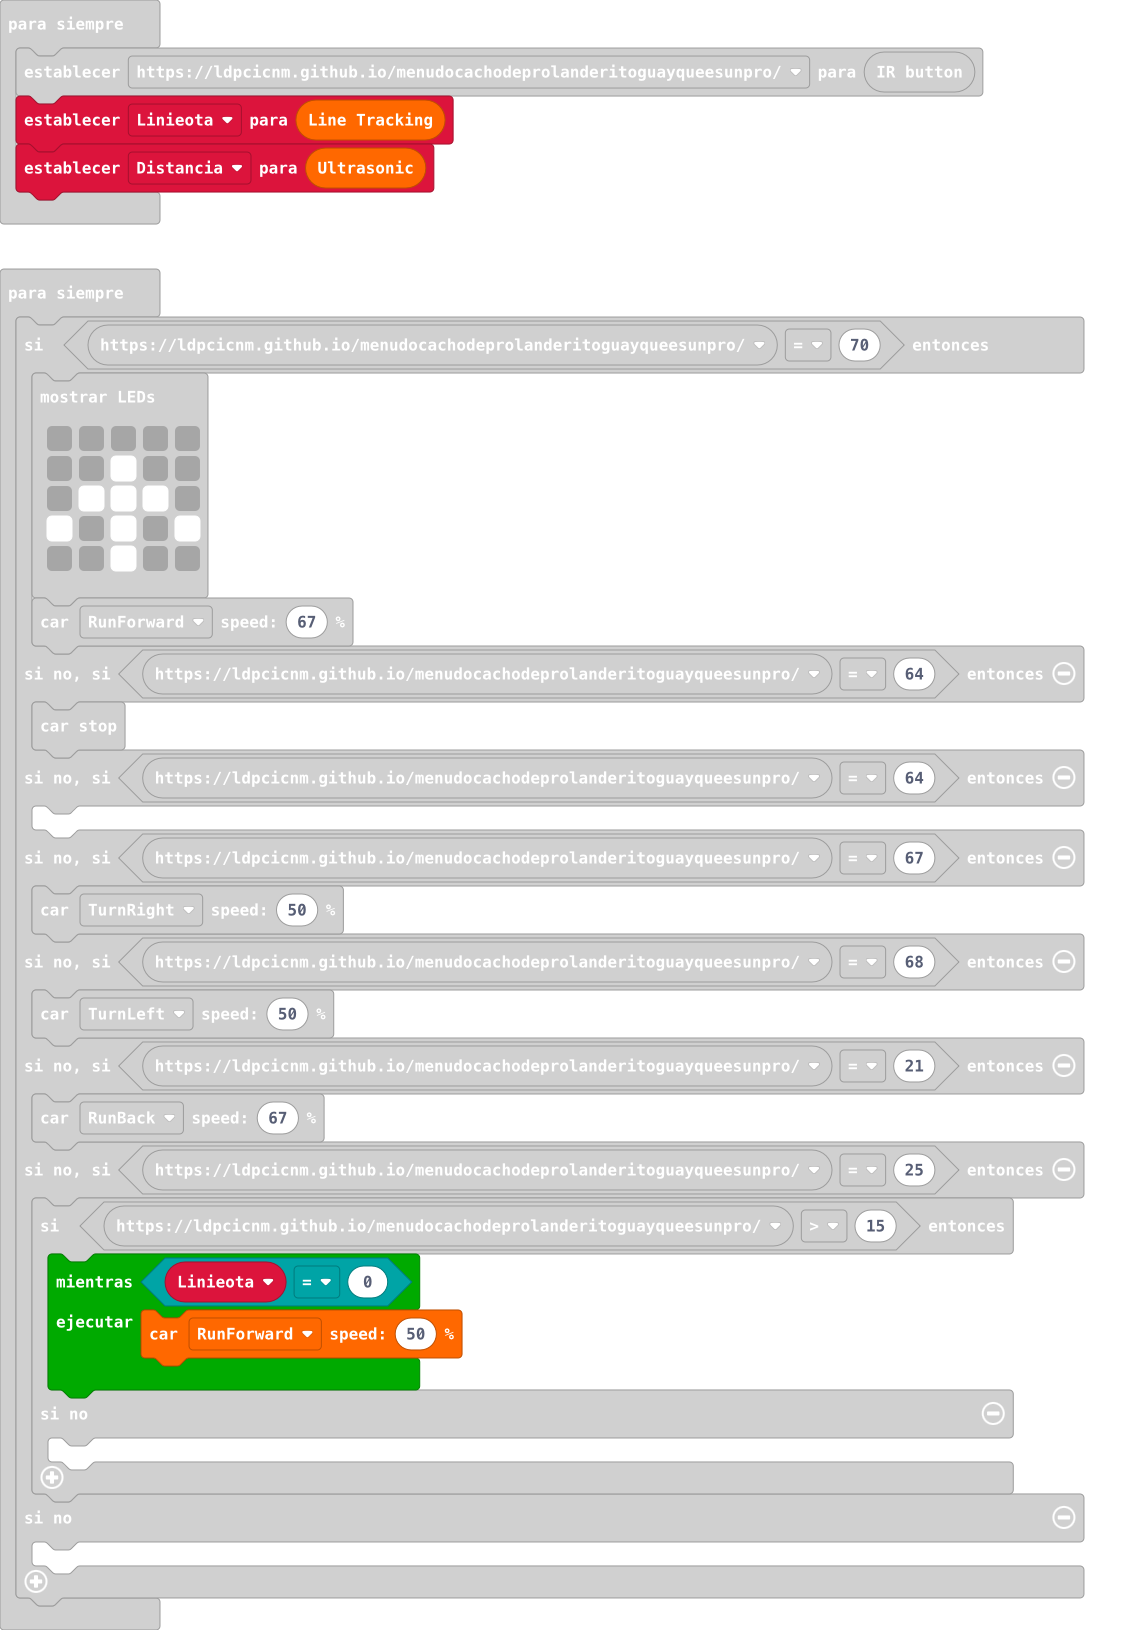 para siempre
establecer https://ldpcicnm.github.io/menudocachodeprolanderitoguayqueesunpro/ para IR button
establecer Linieota para Line Tracking
establecer Distancia para Ultrasonic
para siempre
si https://ldpcicnm.github.io/menudocachodeprolanderitoguayqueesunpro/ = 70 entonces
mostrar LEDs
car RunForward speed: 67 %
si no, si https://ldpcicnm.github.io/menudocachodeprolanderitoguayqueesunpro/ = 64 entonces
car stop
si no, si https://ldpcicnm.github.io/menudocachodeprolanderitoguayqueesunpro/ = 64 entonces
si no, si https://ldpcicnm.github.io/menudocachodeprolanderitoguayqueesunpro/ = 67 entonces
car TurnRight speed: 50 %
si no, si https://ldpcicnm.github.io/menudocachodeprolanderitoguayqueesunpro/ = 68 entonces
car TurnLeft speed: 50 %
si no, si https://ldpcicnm.github.io/menudocachodeprolanderitoguayqueesunpro/ = 21 entonces
car RunBack speed: 67 %
si no, si https://ldpcicnm.github.io/menudocachodeprolanderitoguayqueesunpro/ = 25 entonces
si https://ldpcicnm.github.io/menudocachodeprolanderitoguayqueesunpro/ > 15 entonces
mientras Linieota = 0
ejecutar
car RunForward speed: 50 %
si no
si no